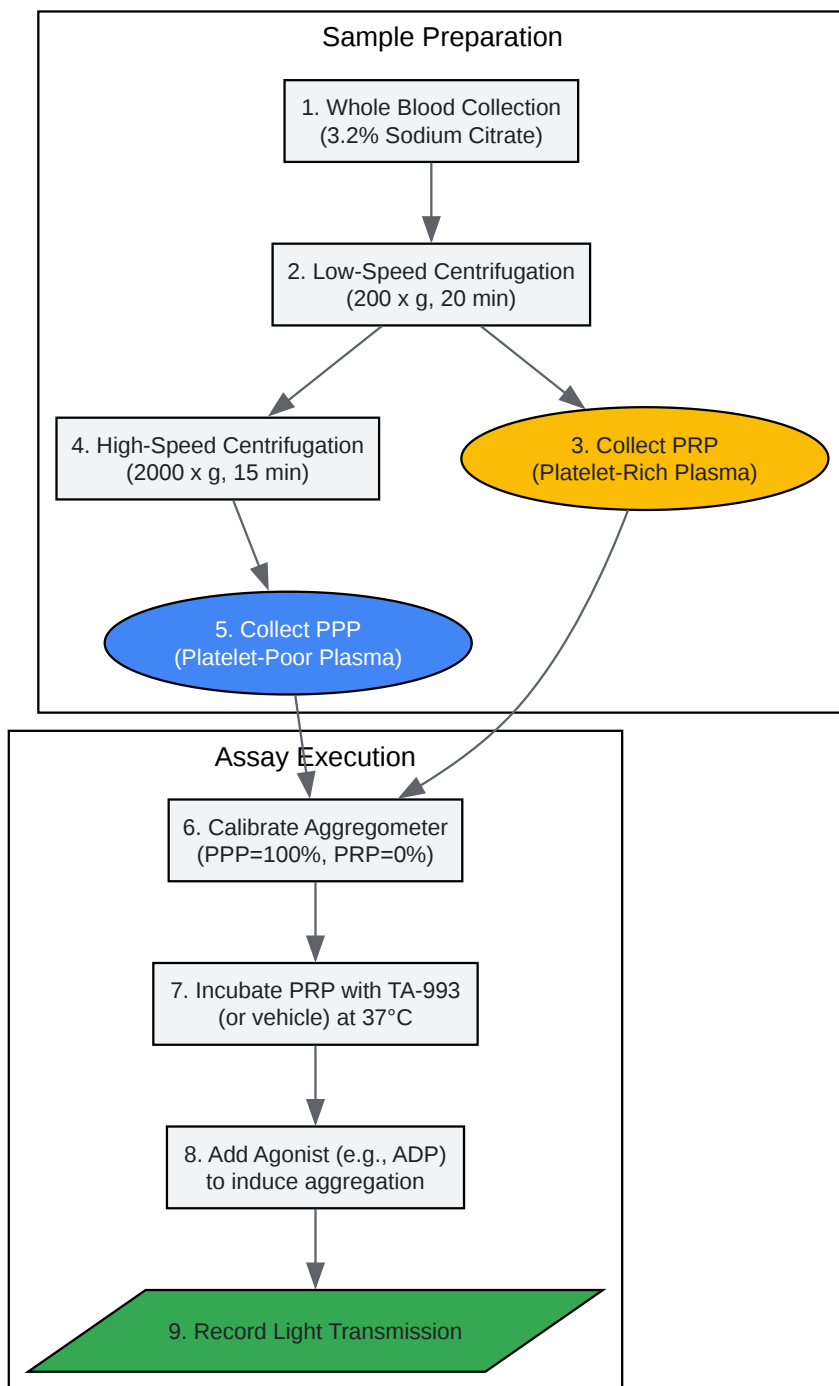 Sample Preparation
1. Whole Blood Collection
(3.2% Sodium Citrate)
2. Low-Speed Centrifugation
(200 x g, 20 min)
4. High-Speed Centrifugation
(2000 x g, 15 min)
3. Collect PRP
(Platelet-Rich Plasma)
5. Collect PPP
(Platelet-Poor Plasma)
Assay Execution
6. Calibrate Aggregometer
(PPP=100%, PRP=0%)
7. Incubate PRP with TA-993
(or vehicle) at 37°C
8. Add Agonist (e.g., ADP)
to induce aggregation
9. Record Light Transmission